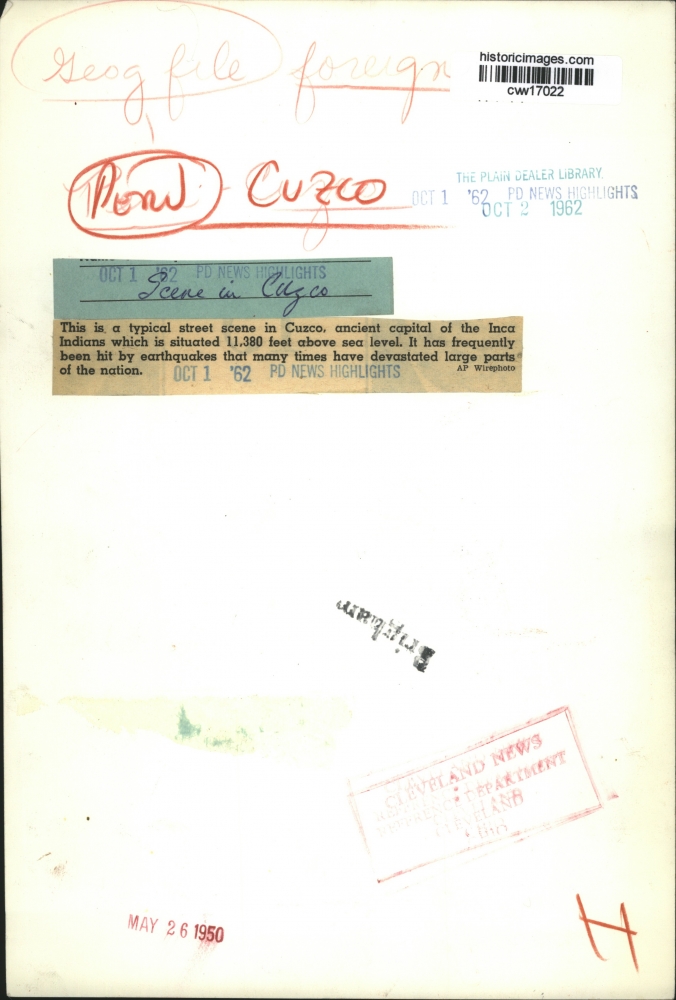 historicimages.com
cvw17022
Geog file foreign
Peru Cuzco
THE PLAIN DEALER LIBRARY.
OCT 1 '62 PD NEWS HIGHLIGHTS
OCT 2 1962
OCT 1 '62 PD NEWS HIGHLIGHTS
Scene in Cuzco
This is a typical street scene in Cuzco, ancient capital of the Inca
Indians which is situated 11,380 feet above sea level. It has frequently
been hit by earthquakes that many times have devastated large parts
of the nation.
AP Wirephoto
OCT 1 '62 PD NEWS HIGHLIGHTS
Brigham
CLEVELAND NEWS
REFERENCE DEPARTMENT
CLEVELAND
MAY 26 1950
H